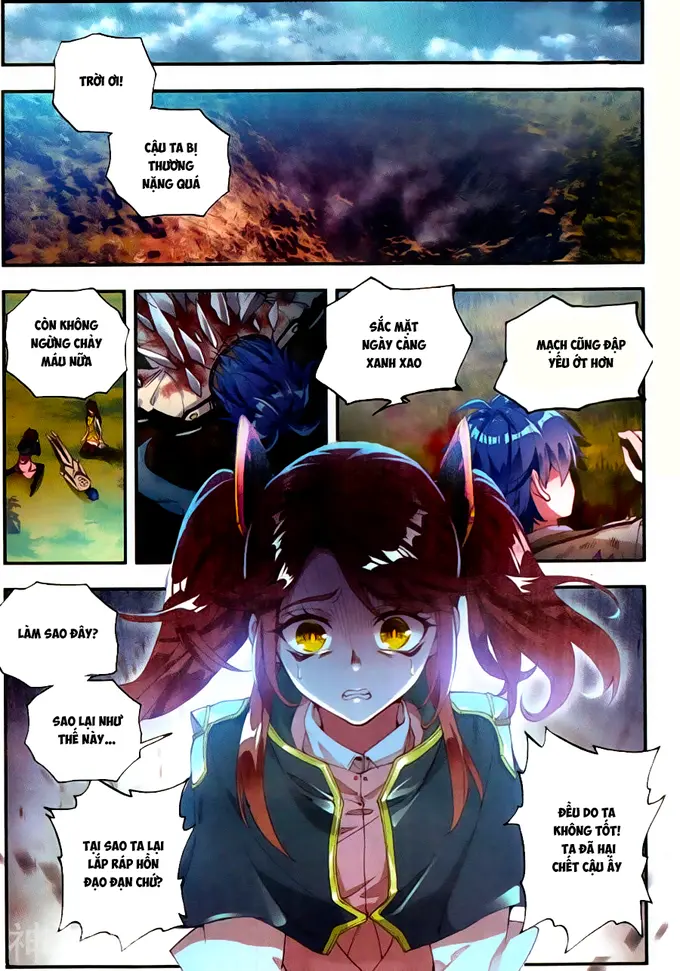 TRỜI ƠI!
CẬU TA BỊ
THƯƠNG
NẶNG QUÁ
CÒN KHÔNG
NGỪNG CHẢY
MÁU NỮA
SẮC MẶT
NGÀY CÀNG
XANH XAO
MẠCH CŨNG ĐẬP
YẾU ỚT HƠN
LÀM SAO ĐÂY?
SAO LẠI NHƯ
THẾ NÀY...
TẠI SAO TA LẠI
LẮP RÁP HỒN
ĐẠO ĐẠN CHỨ?
ĐỀU DO TA
KHÔNG TỐT!
TA ĐÃ HẠI
CHẾT CẬU ẤY
神